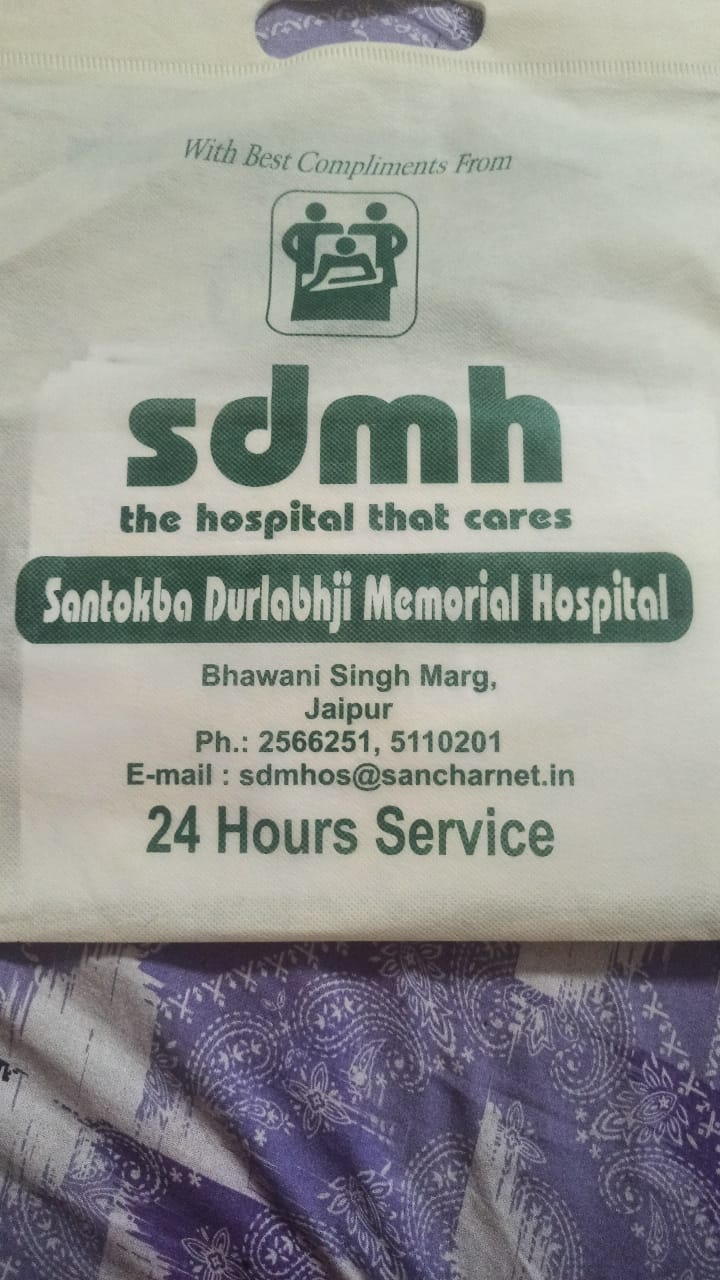 With Best Compliments From
sdmh
the hospital that cares
Santokba Durlabhji Memorial Hospital
Bhawani Singh Marg,
Jaipur
Ph.: 2566251, 5110201
E-mail : sdmhos@sancharnet.in
24 Hours Service